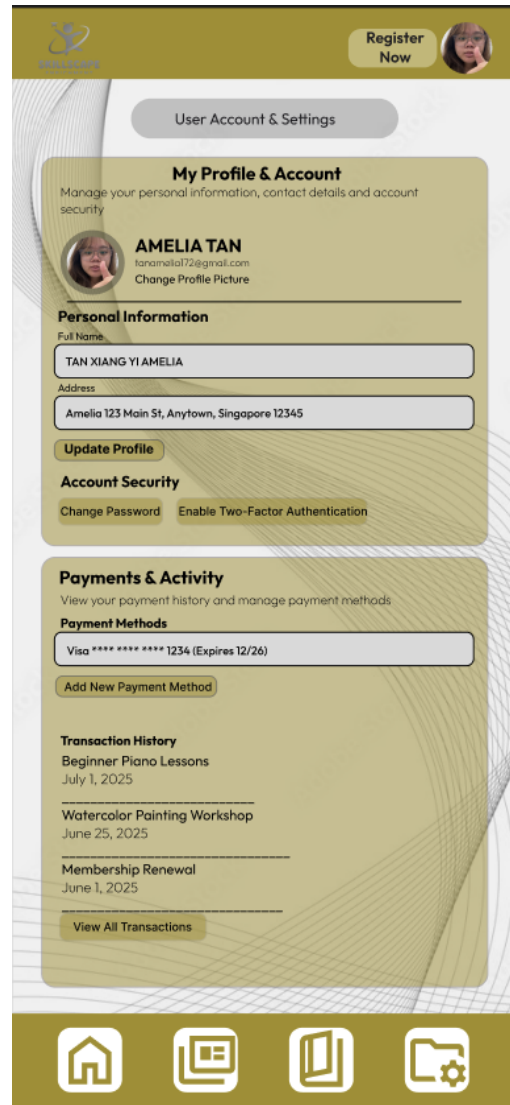 SKILLSCAPE
Register
Now
User Account & Settings
My Profile & Account
Manage your personal information, contact details and account
security
AMELIA TAN
tanamelia172@gmail.com
Change Profile Picture
Personal Information
Full Name
TAN XIANG YI AMELIA
Address
Amelia 123 Main St, Anytown, Singapore 12345
Update Profile
Account Security
Change Password
Enable Two-Factor Authentication
Payments & Activity
View your payment history and manage payment methods
Payment Methods
Visa **** **** **** 1234 (Expires 12/26)
Add New Payment Method
Transaction History
Beginner Piano Lessons
July 1, 2025
Watercolor Painting Workshop
June 25, 2025
Membership Renewal
June 1, 2025
View All Transactions